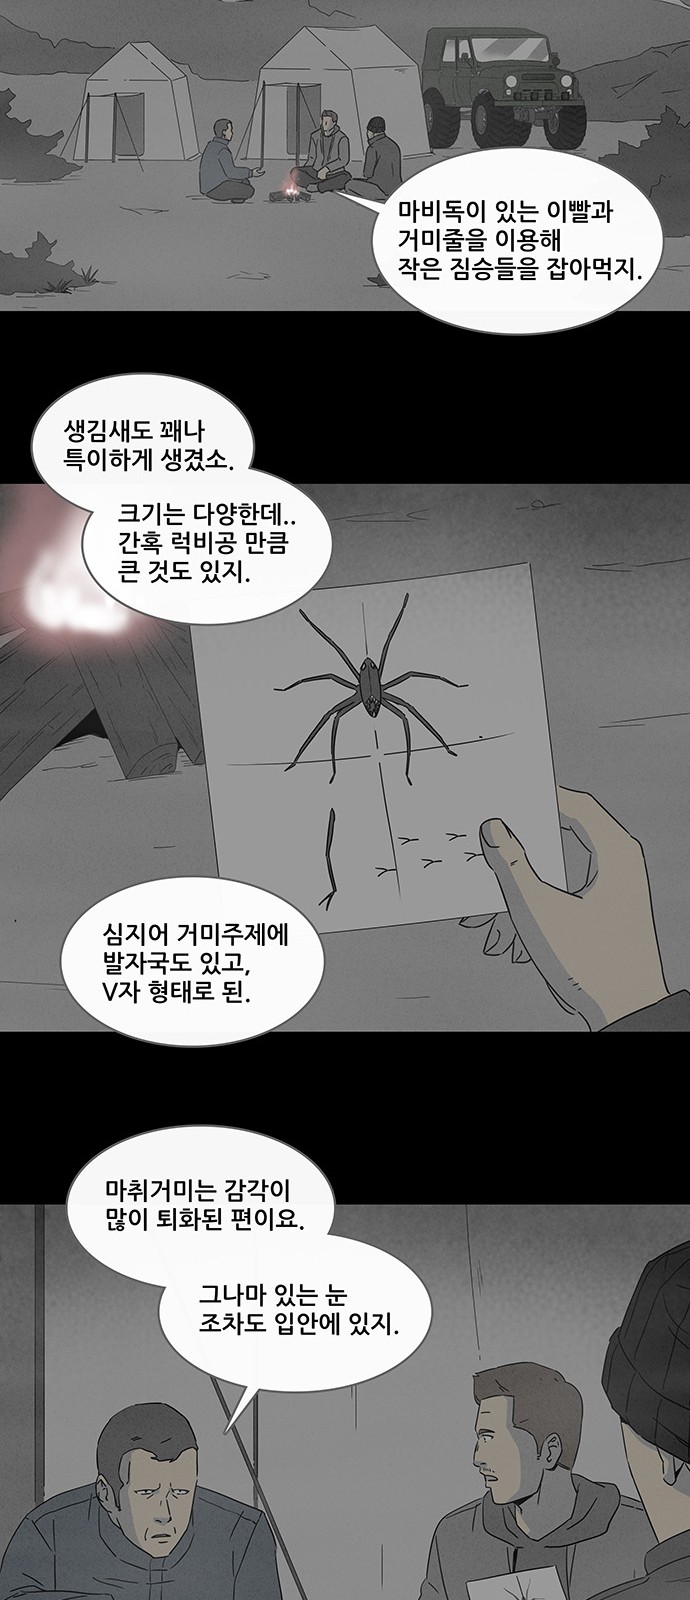 마비독이 있는 이빨과
거미줄을 이용해
작은 짐승들을 잡아먹지.
생김새도 꽤나
특이하게 생겼소.
크기는 다양한데..
간혹 럭비공 만큼
큰 것도 있지.
심지어 거미주제에
발자국도 있고,
V자 형태로 된.
마취거미는 감각이
많이 퇴화된 편이요.
그나마 있는 눈
조차도 입안에 있지.